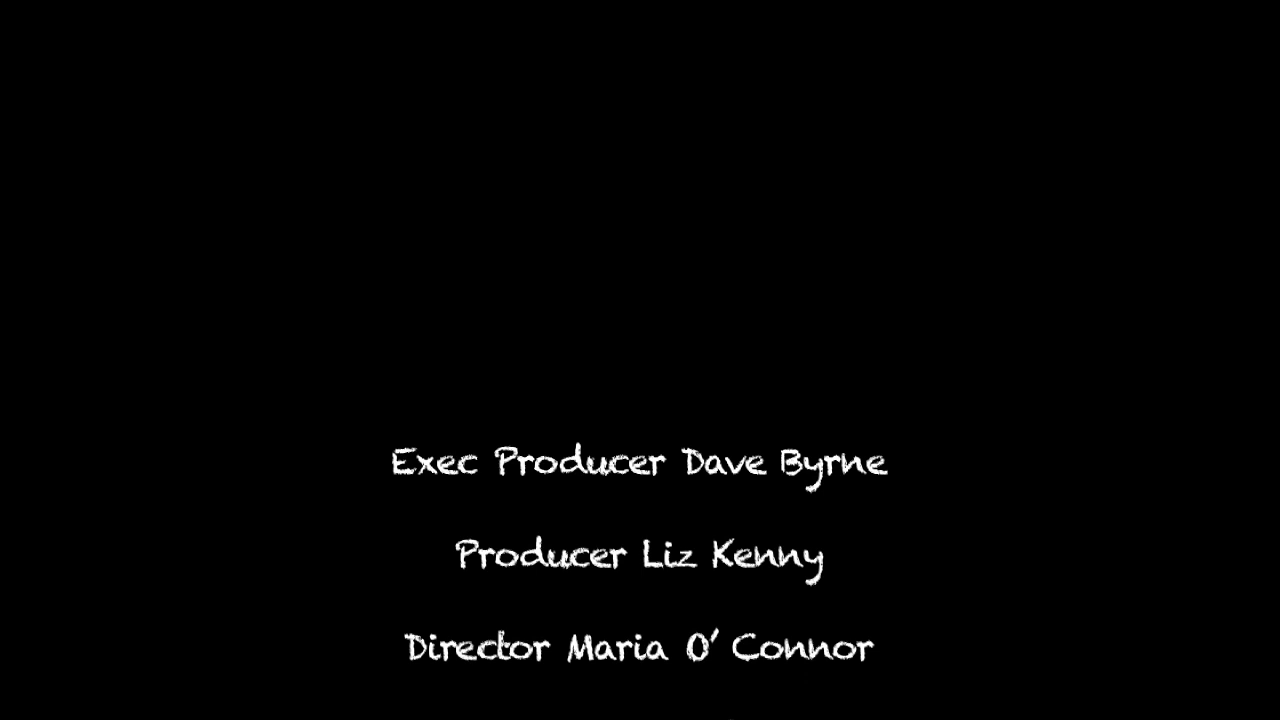 Exec Producer Dave Byrne
Producer Liz Kenny
Director Maria O' Connor